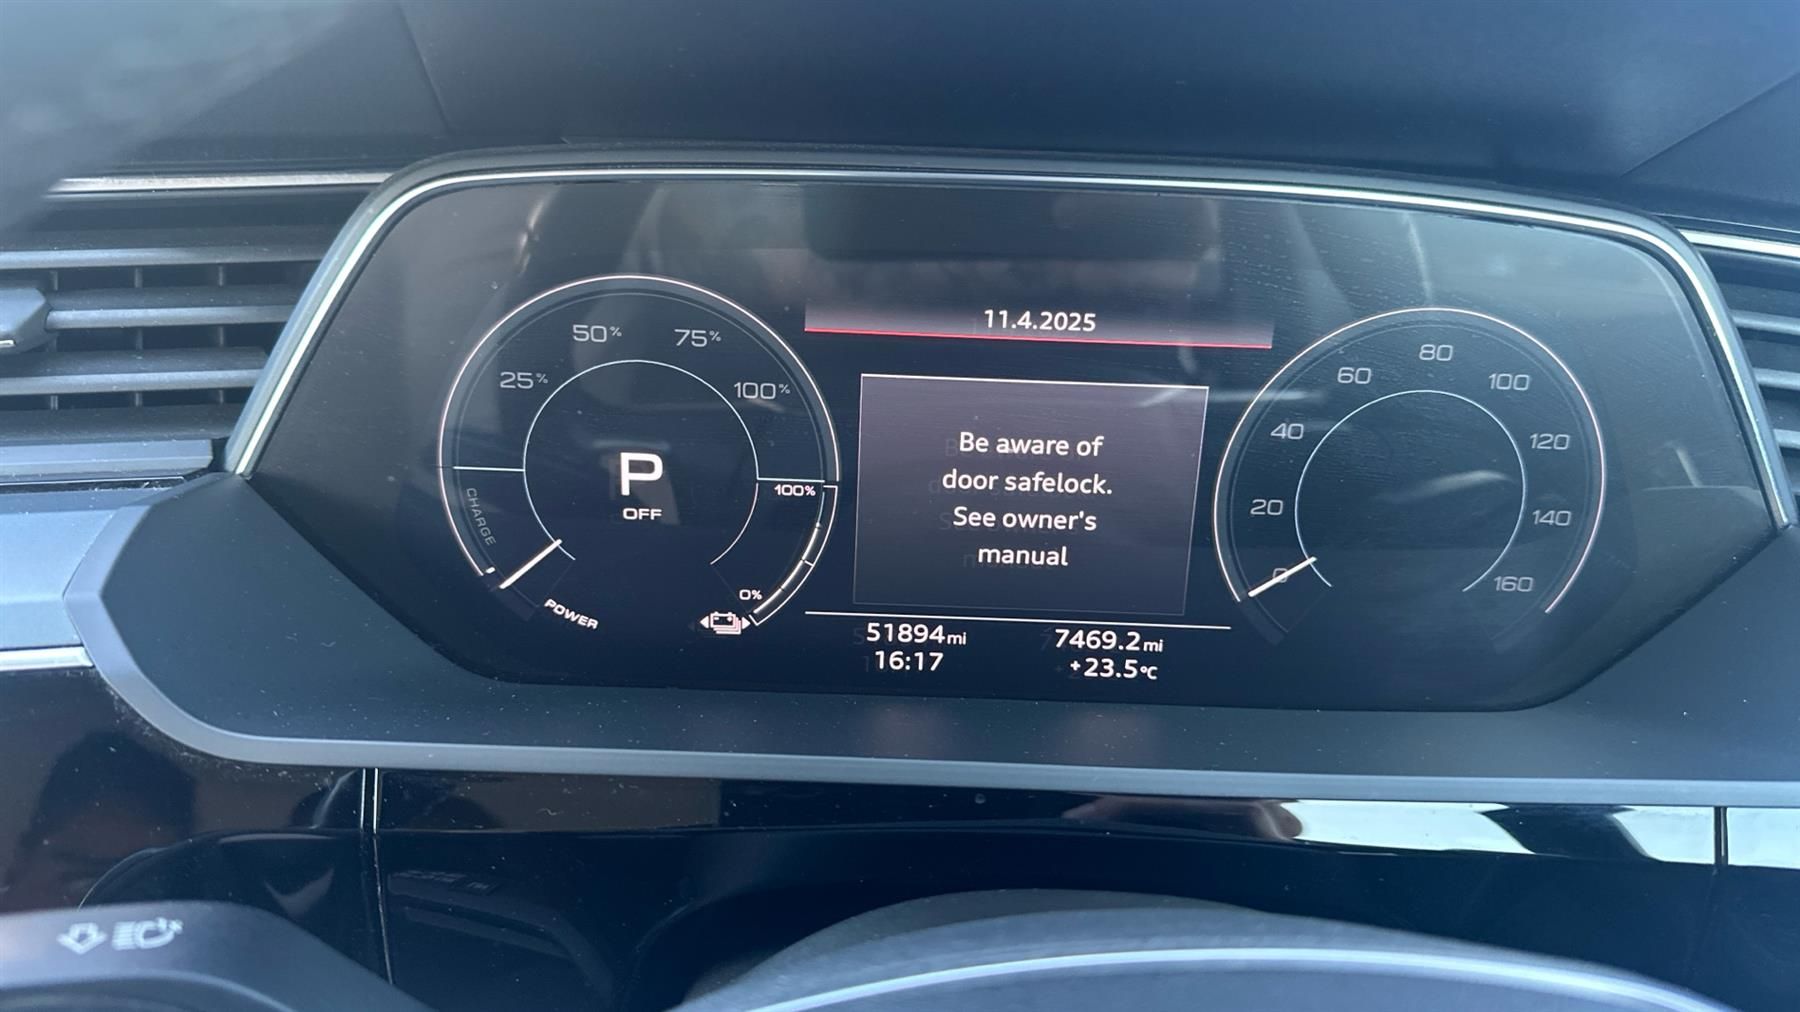 11.4.2025
25%
50%
75%
100%
CHARGE
P
OFF
POWER
100%
0%
Be aware of
door safelock.
See owner's
manual
0
20
40
60
80
100
120
140
160
51894mi
7469.2mi
16:17
+23.5°C